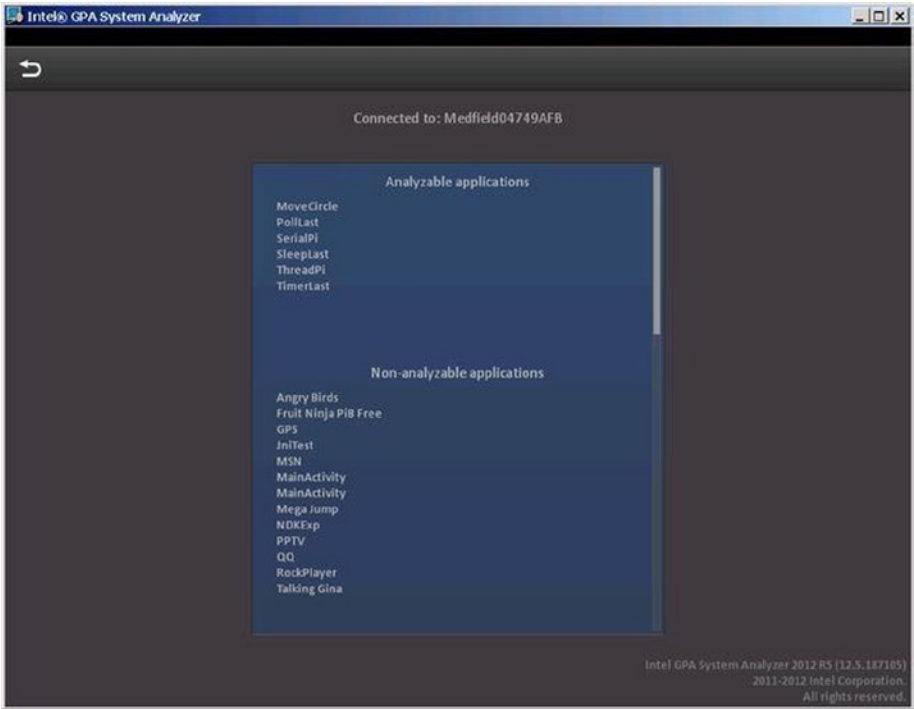 Intel® GPA System Analyzer
Connected to: Medfield04749AFB
Analyzable applications
MoveCircle
PollLast
SerialPi
SleepLast
ThreadPi
TimerLast
Non-analyzable applications
Angry Birds
Fruit Ninja PiB Free
GPS
JniTest
MSN
MainActivity
MainActivity
Mega Jump
NDKExp
PPTV
QQ
RockPlayer
Talking Gina
Intel GPA System Analyzer 2012 R5 (12.5.187105)
2011-2012 Intel Corporation.
All rights reserved.